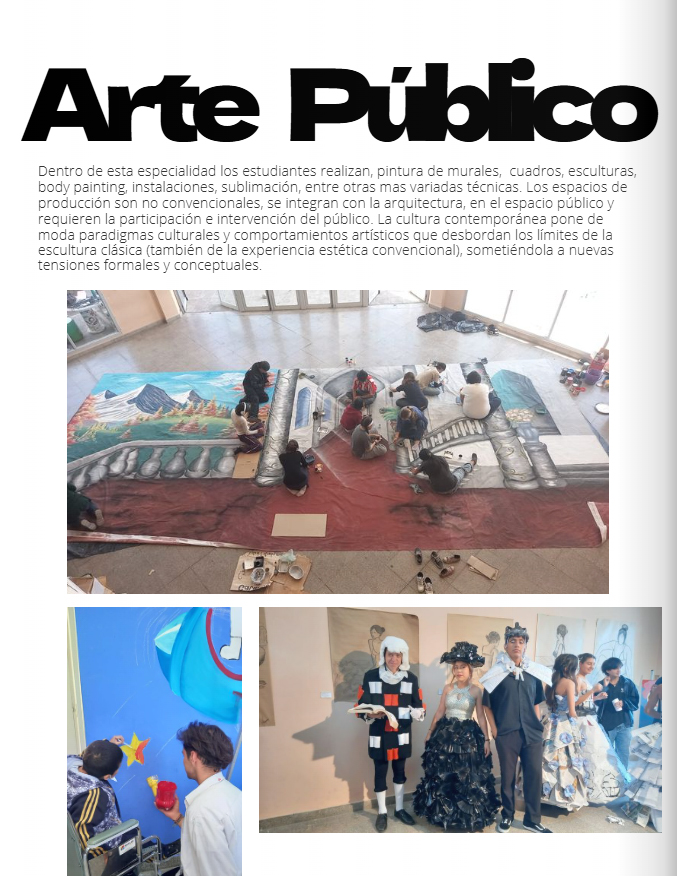 Arte Público
Dentro de esta especialidad los estudiantes realizan, pintura de murales,  cuadros, esculturas,
body painting, instalaciones, sublimación, entre otras mas variadas técnicas. Los espacios de
producción son no convencionales, se integran con la arquitectura, en el espacio público y
requieren la participación e intervención del público. La cultura contemporánea pone de
moda paradigmas culturales y comportamientos artísticos que desbordan los límites de la
escultura clásica (también de la experiencia estética convencional), sometiéndola a nuevas
tensiones formales y conceptuales.